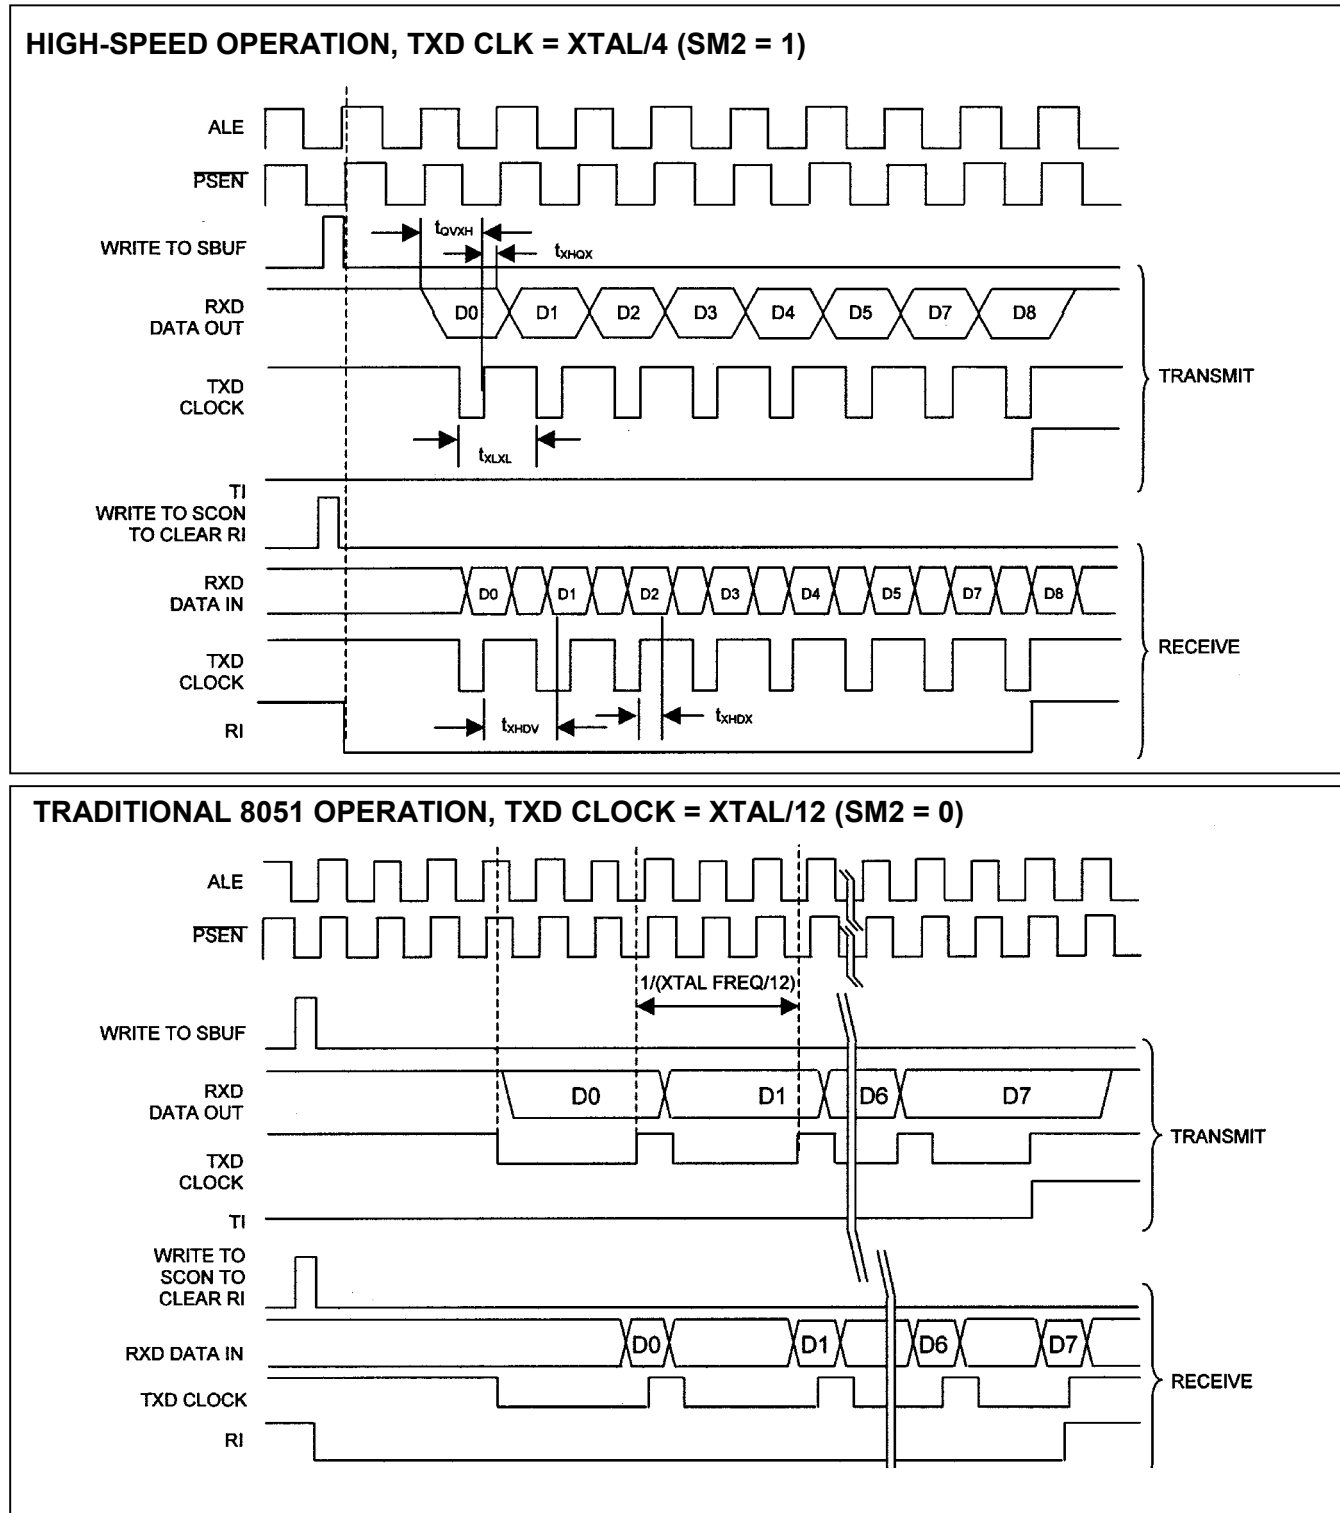 HIGH-SPEED OPERATION, TXD CLK = XTAL/4 (SM2 = 1)
ALE
PSEN
WRITE TO SBUF
tQVXH
tXHQX
RXD
DATA OUT
D0 D1 D2 D3 D4 D5 D7 D8
TXD
CLOCK
TRANSMIT
tXLXL
TI
WRITE TO SCON
TO CLEAR RI
RXD
DATA IN
D0 D1 D2 D3 D4 D5 D7 D8
TXD
CLOCK
RECEIVE
RI
tXHDV
tXHDX
TRADITIONAL 8051 OPERATION, TXD CLOCK = XTAL/12 (SM2 = 0)
ALE
PSEN
1/(XTAL FREQ/12)
WRITE TO SBUF
RXD
DATA OUT
D0 D1 D6 D7
TXD
CLOCK
TRANSMIT
TI
WRITE TO
SCON TO
CLEAR RI
RXD DATA IN
D0 D1 D6 D7
TXD CLOCK
RECEIVE
RI